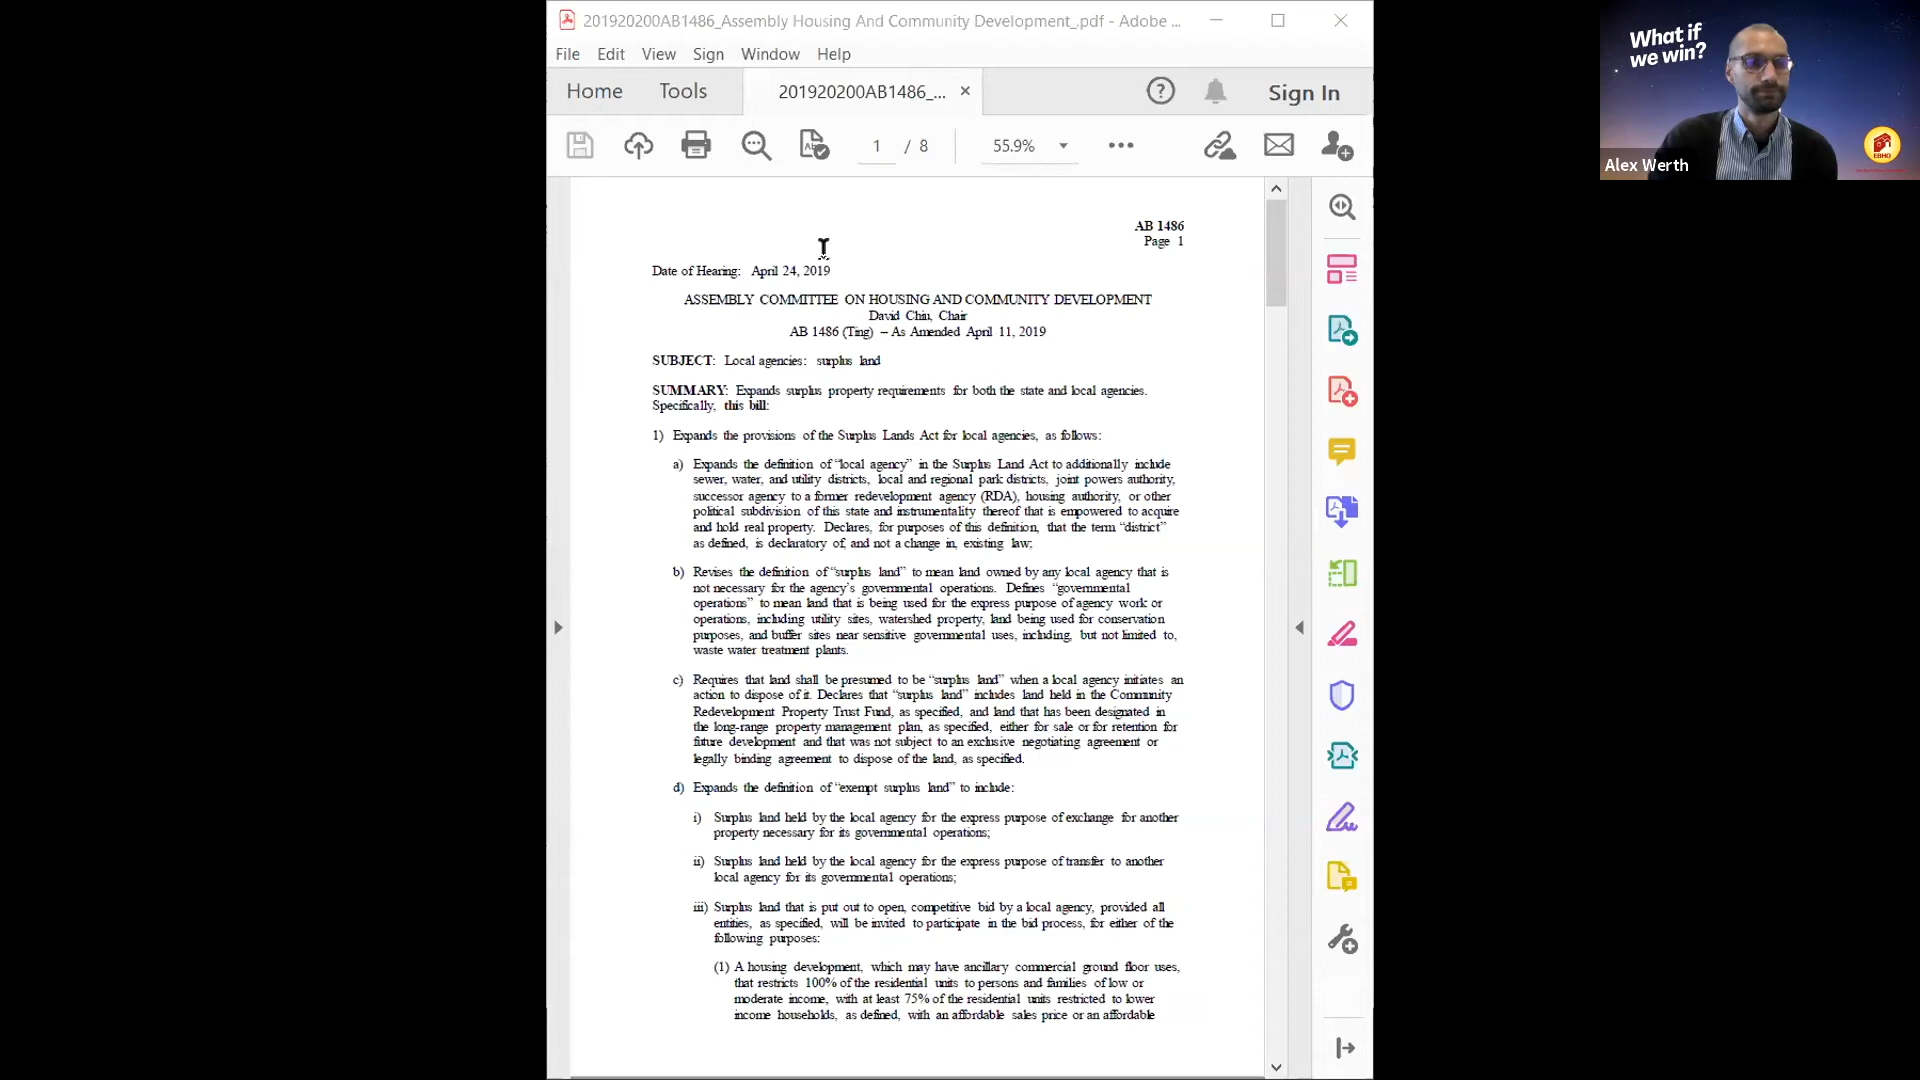 201920200AB1486_Assembly Housing And Community Development_.pdf - Adobe ...
File Edit View Sign Window Help
Home Tools 201920200AB1486_... Sign In
1 / 8 55.9%
AB 1486
Page 1
Date of Hearing: April 24, 2019
ASSEMBLY COMMITTEE ON HOUSING AND COMMUNITY DEVELOPMENT
David Chiu, Chair
AB 1486 (Ting) – As Amended April 11, 2019
SUBJECT: Local agencies: surplus land
SUMMARY: Expands surplus property requirements for both the state and local agencies.
Specifically, this bill:
1) Expands the provisions of the Surplus Lands Act for local agencies, as follows:
a) Expands the definition of “local agency” in the Surplus Land Act to additionally include
sewer, water, and utility districts, local and regional park districts, joint powers authority,
successor agency to a former redevelopment agency (RDA), housing authority, or other
political subdivision of this state and instrumentality thereof that is empowered to acquire
and hold real property. Declares, for purposes of this definition, that the term “district”
as defined, is declaratory of, and not a change in, existing law;
b) Revises the definition of “surplus land” to mean land owned by any local agency that is
not necessary for the agency’s governmental operations. Defines “governmental
operations” to mean land that is being used for the express purpose of agency work or
operations, including utility sites, watershed property, land being used for conservation
purposes, and buffer sites near sensitive governmental uses, including, but not limited to,
waste water treatment plants.
c) Requires that land shall be presumed to be “surplus land” when a local agency initiates an
action to dispose of it. Declares that “surplus land” includes land held in the Community
Redevelopment Property Trust Fund, as specified, and land that has been designated in
the long-range property management plan, as specified, either for sale or for retention for
future development and that was not subject to an exclusive negotiating agreement or
legally binding agreement to dispose of the land, as specified.
d) Expands the definition of “exempt surplus land” to include:
i) Surplus land held by the local agency for the express purpose of exchange for another
property necessary for its governmental operations;
ii) Surplus land held by the local agency for the express purpose of transfer to another
local agency for its governmental operations;
iii) Surplus land that is put out to open, competitive bid by a local agency, provided all
entities, as specified, will be invited to participate in the bid process, for either of the
following purposes:
(1) A housing development, which may have ancillary commercial ground floor uses,
that restricts 100% of the residential units to persons and families of low or
moderate income, with at least 75% of the residential units restricted to lower
income households, as defined, with an affordable sales price or an affordable
What if
we win?
EBHO
Alex Werth